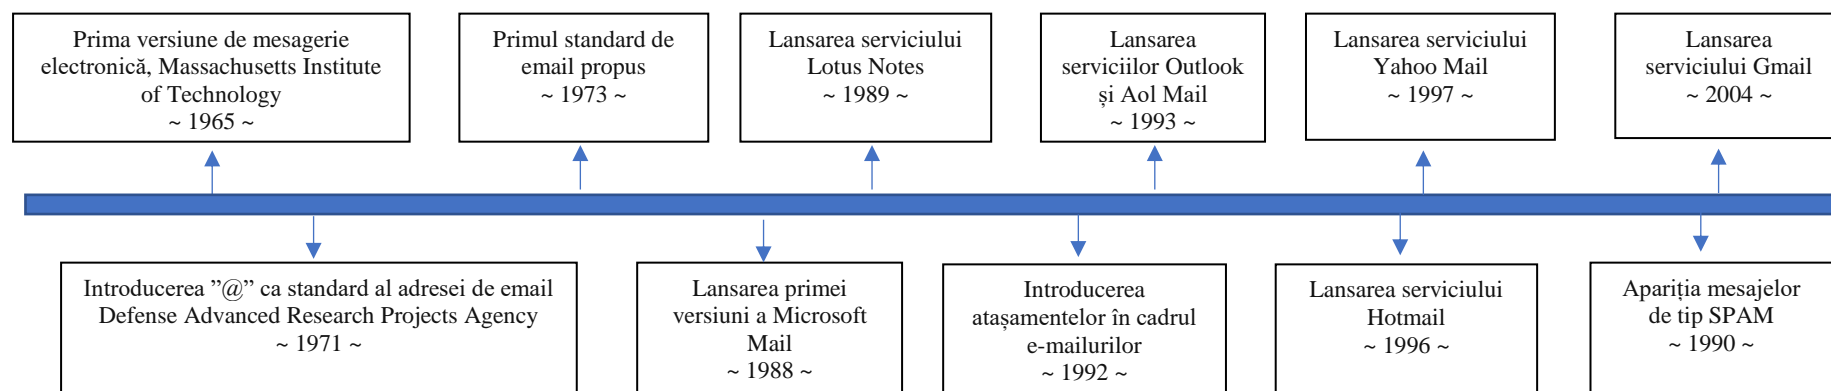 Prima versiune de mesagerie
electronică, Massachusetts Institute
of Technology
~ 1965 ~
Primul standard de
email propus
~ 1973 ~
Lansarea serviciului
Lotus Notes
~ 1989 ~
Lansarea
serviciilor Outlook
și Aol Mail
~ 1993 ~
Lansarea serviciului
Yahoo Mail
~ 1997 ~
Lansarea
serviciului Gmail
~ 2004 ~
Introducerea ”@” ca standard al adresei de email
Defense Advanced Research Projects Agency
~ 1971 ~
Lansarea primei
versiuni a Microsoft
Mail
~ 1988 ~
Introducerea
atașamentelor în cadrul
e-mailurilor
~ 1992 ~
Lansarea serviciului
Hotmail
~ 1996 ~
Apariția mesajelor
de tip SPAM
~ 1990 ~